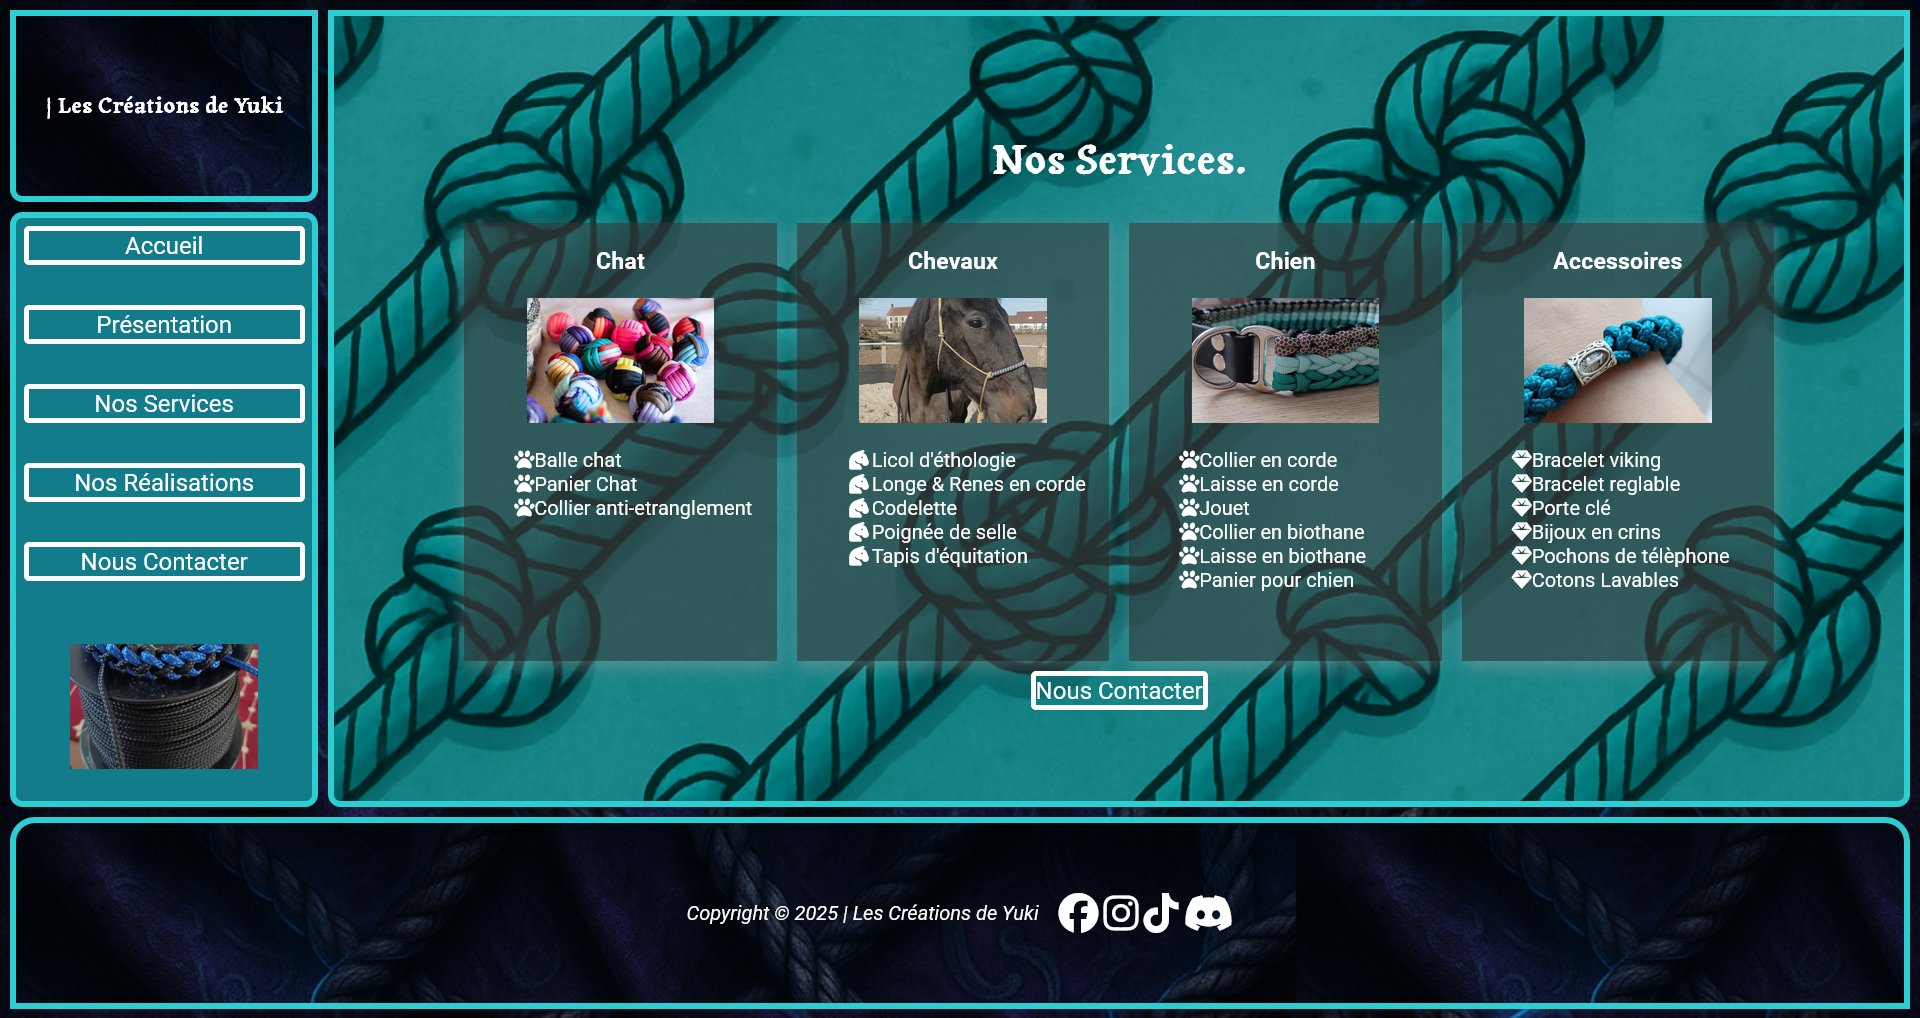 | Les Créations de Yuki
Accueil
Présentation
Nos Services
Nos Réalisations
Nous Contacter
Nos Services.
Chat
Balle chat
Panier Chat
Collier anti-etranglement
Chevaux
Licol d'éthologie
Longe & Renes en corde
Codelette
Poignée de selle
Tapis d'équitation
Chien
Collier en corde
Laisse en corde
Jouet
Collier en biothane
Laisse en biothane
Panier pour chien
Accessoires
Bracelet viking
Bracelet reglable
Porte clé
Bijoux en crins
Pochons de télèphone
Cotons Lavables
Nous Contacter
Copyright © 2025 | Les Créations de Yuki